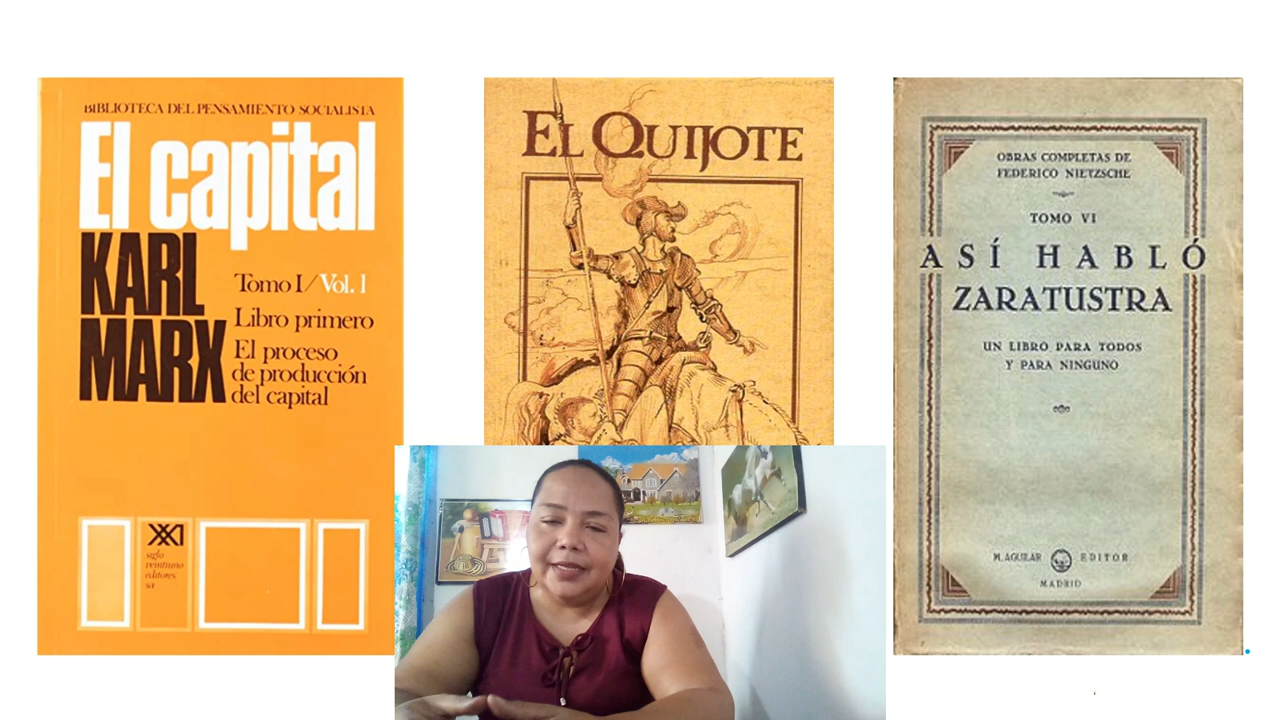 BIBLIOTECA DEL PENSAMIENTO SOCIALISTA
El capital
KARL
MARX
Tomo I / Vol. 1
Libro primero
El proceso
de producción
del capital
XXI
siglo
veintiuno
editores
sa
EL QUIJOTE
OBRAS COMPLETAS DE
FEDERICO NIETZSCHE
TOMO VI
ASÍ HABLÓ
ZARATUSTRA
UN LIBRO PARA TODOS
Y PARA NINGUNO
M. AGUILAR EDITOR
MADRID